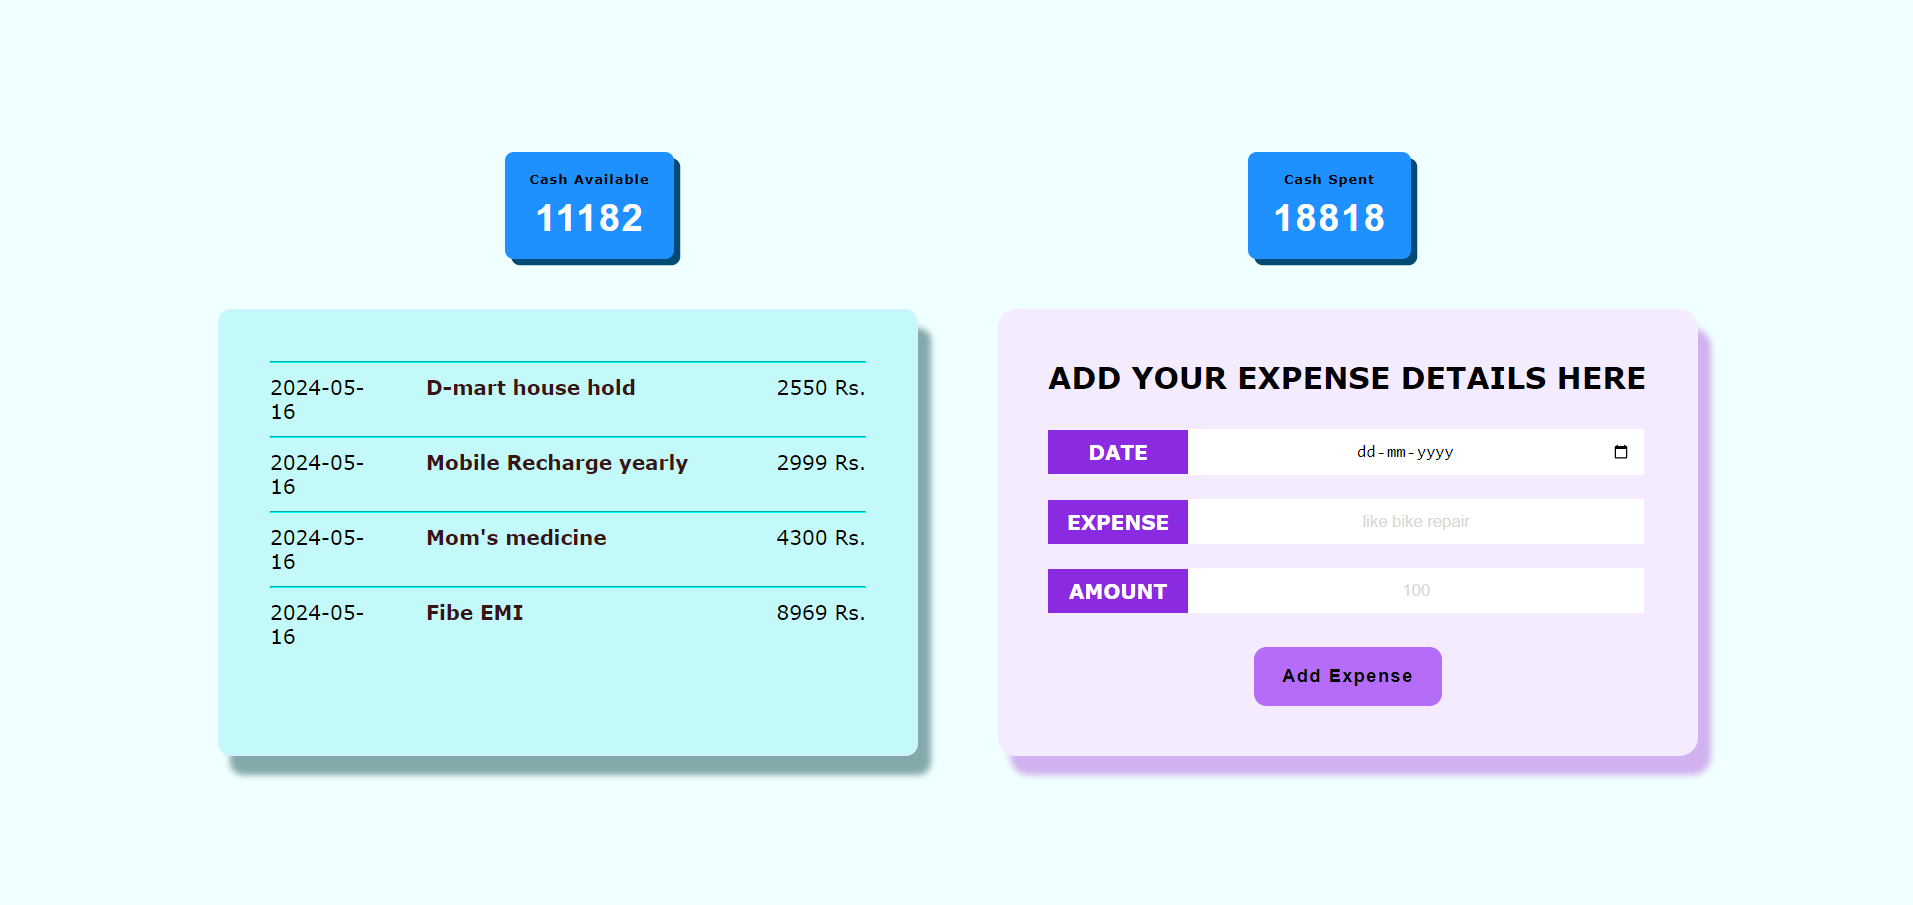 Cash Available
11182
Cash Spent
18818
2024-05-
16
D-mart house hold
2550 Rs.
2024-05-
16
Mobile Recharge yearly
2999 Rs.
2024-05-
16
Mom's medicine
4300 Rs.
2024-05-
16
Fibe EMI
8969 Rs.
ADD YOUR EXPENSE DETAILS HERE
DATE
dd-mm-yyyy
EXPENSE
like bike repair
AMOUNT
100
Add Expense